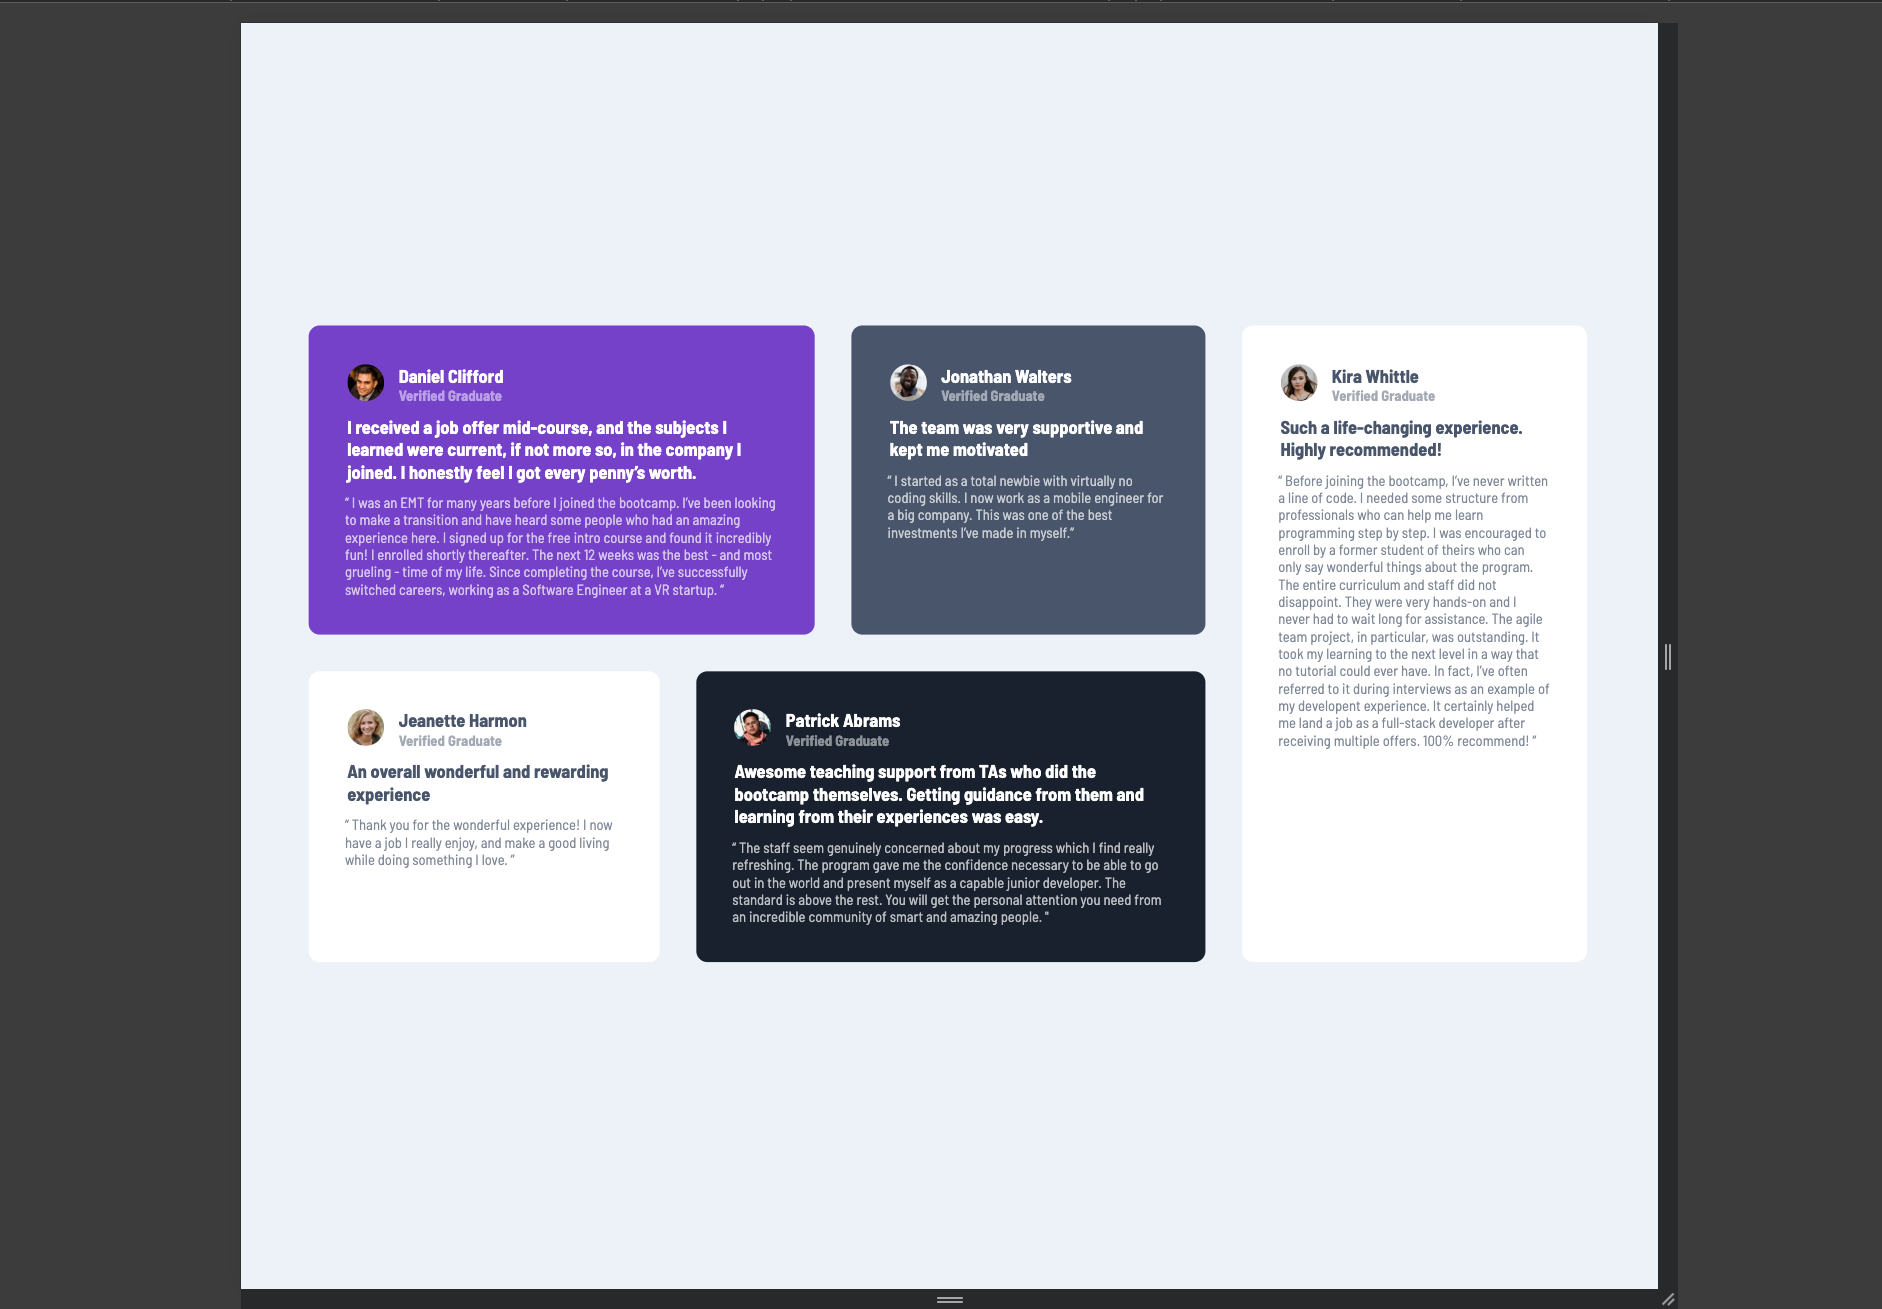 Daniel Clifford
Verified Graduate
I received a job offer mid-course, and the subjects I
learned were current, if not more so, in the company I
joined. I honestly feel I got every penny’s worth.
“ I was an EMT for many years before I joined the bootcamp. I’ve been looking
to make a transition and have heard some people who had an amazing
experience here. I signed up for the free intro course and found it incredibly
fun! I enrolled shortly thereafter. The next 12 weeks was the best - and most
grueling - time of my life. Since completing the course, I’ve successfully
switched careers, working as a Software Engineer at a VR startup. “
Jonathan Walters
Verified Graduate
The team was very supportive and
kept me motivated
“ I started as a total newbie with virtually no
coding skills. I now work as a mobile engineer for
a big company. This was one of the best
investments I’ve made in myself.”
Kira Whittle
Verified Graduate
Such a life-changing experience.
Highly recommended!
“ Before joining the bootcamp, I’ve never written
a line of code. I needed some structure from
professionals who can help me learn
programming step by step. I was encouraged to
enroll by a former student of theirs who can
only say wonderful things about the program.
The entire curriculum and staff did not
disappoint. They were very hands-on and I
never had to wait long for assistance. The agile
team project, in particular, was outstanding. It
took my learning to the next level in a way that
no tutorial could ever have. In fact, I’ve often
referred to it during interviews as an example of
my developent experience. It certainly helped
me land a job as a full-stack developer after
receiving multiple offers. 100% recommend! “
Jeanette Harmon
Verified Graduate
An overall wonderful and rewarding
experience
“ Thank you for the wonderful experience! I now
have a job I really enjoy, and make a good living
while doing something I love. ”
Patrick Abrams
Verified Graduate
Awesome teaching support from TAs who did the
bootcamp themselves. Getting guidance from them and
learning from their experiences was easy.
“ The staff seem genuinely concerned about my progress which I find really
refreshing. The program gave me the confidence necessary to be able to go
out in the world and present myself as a capable junior developer. The
standard is above the rest. You will get the personal attention you need from
an incredible community of smart and amazing people. "